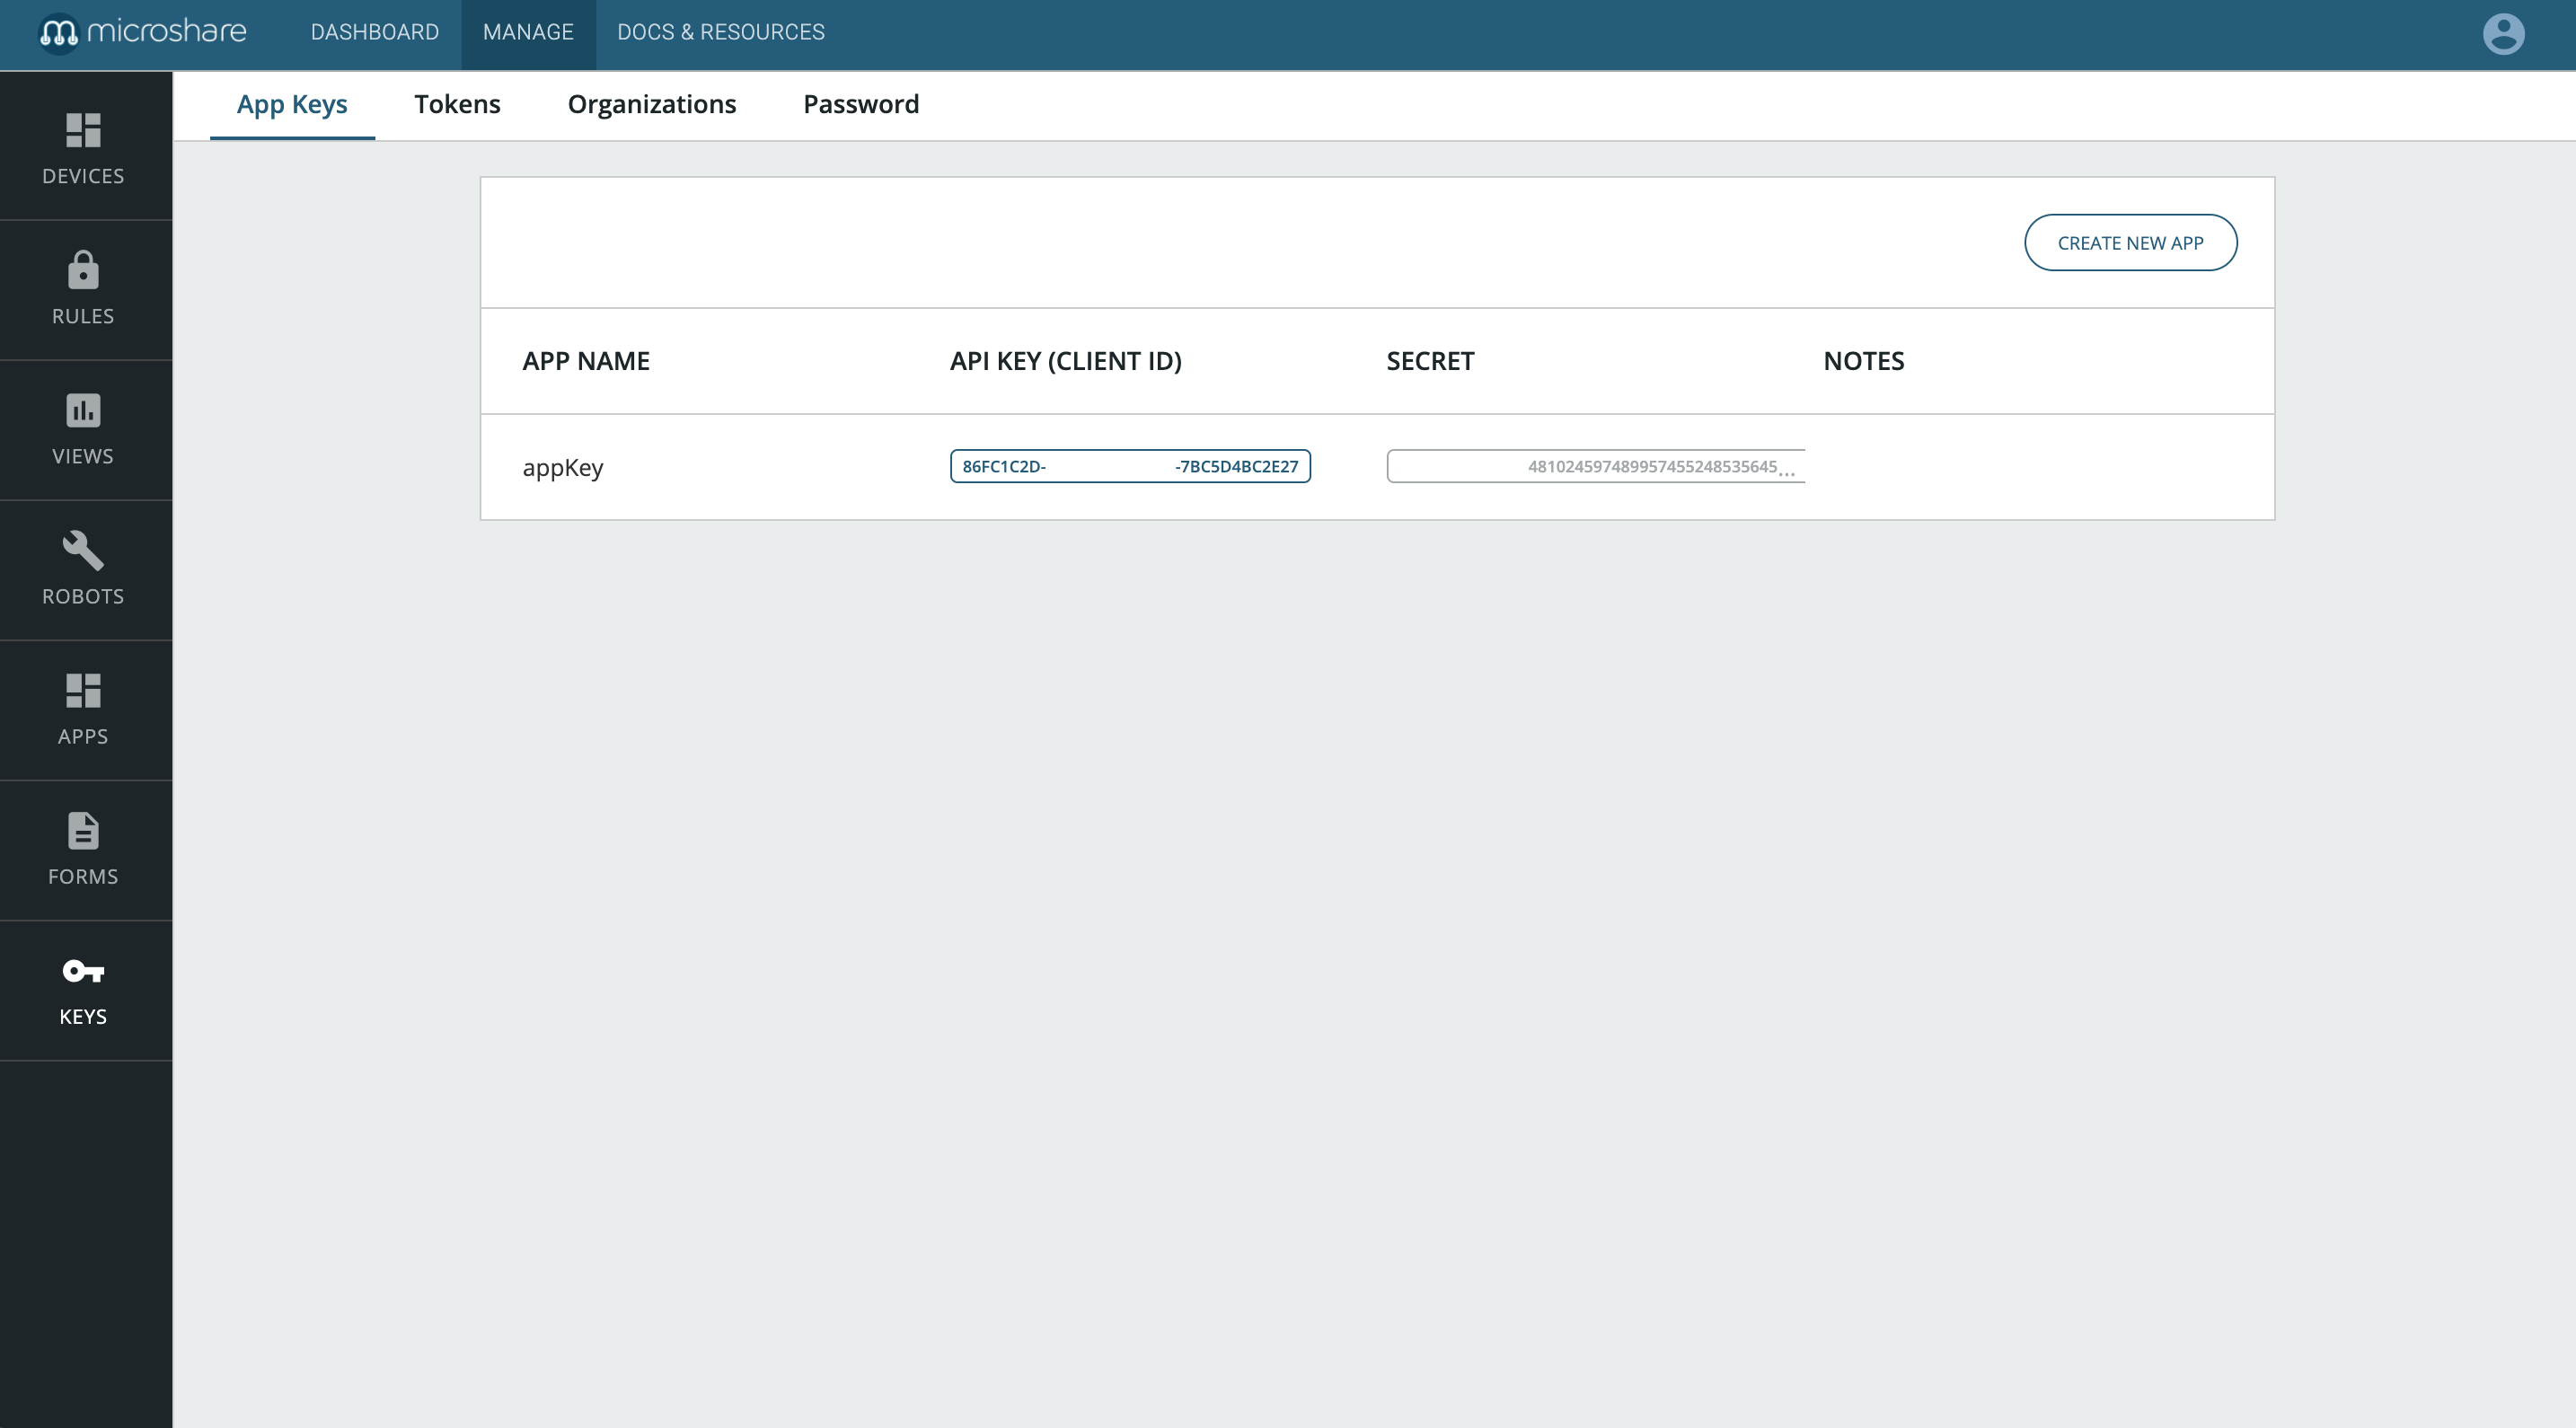 microshare DASHBOARD MANAGE DOCS & RESOURCES
App Keys Tokens Organizations Password
DEVICES
RULES
VIEWS
ROBOTS
APPS
FORMS
KEYS
CREATE NEW APP
APP NAME API KEY (CLIENT ID) SECRET NOTES
appKey 86FC1C2D- -7BC5D4BC2E27 481024597489957455248535645...